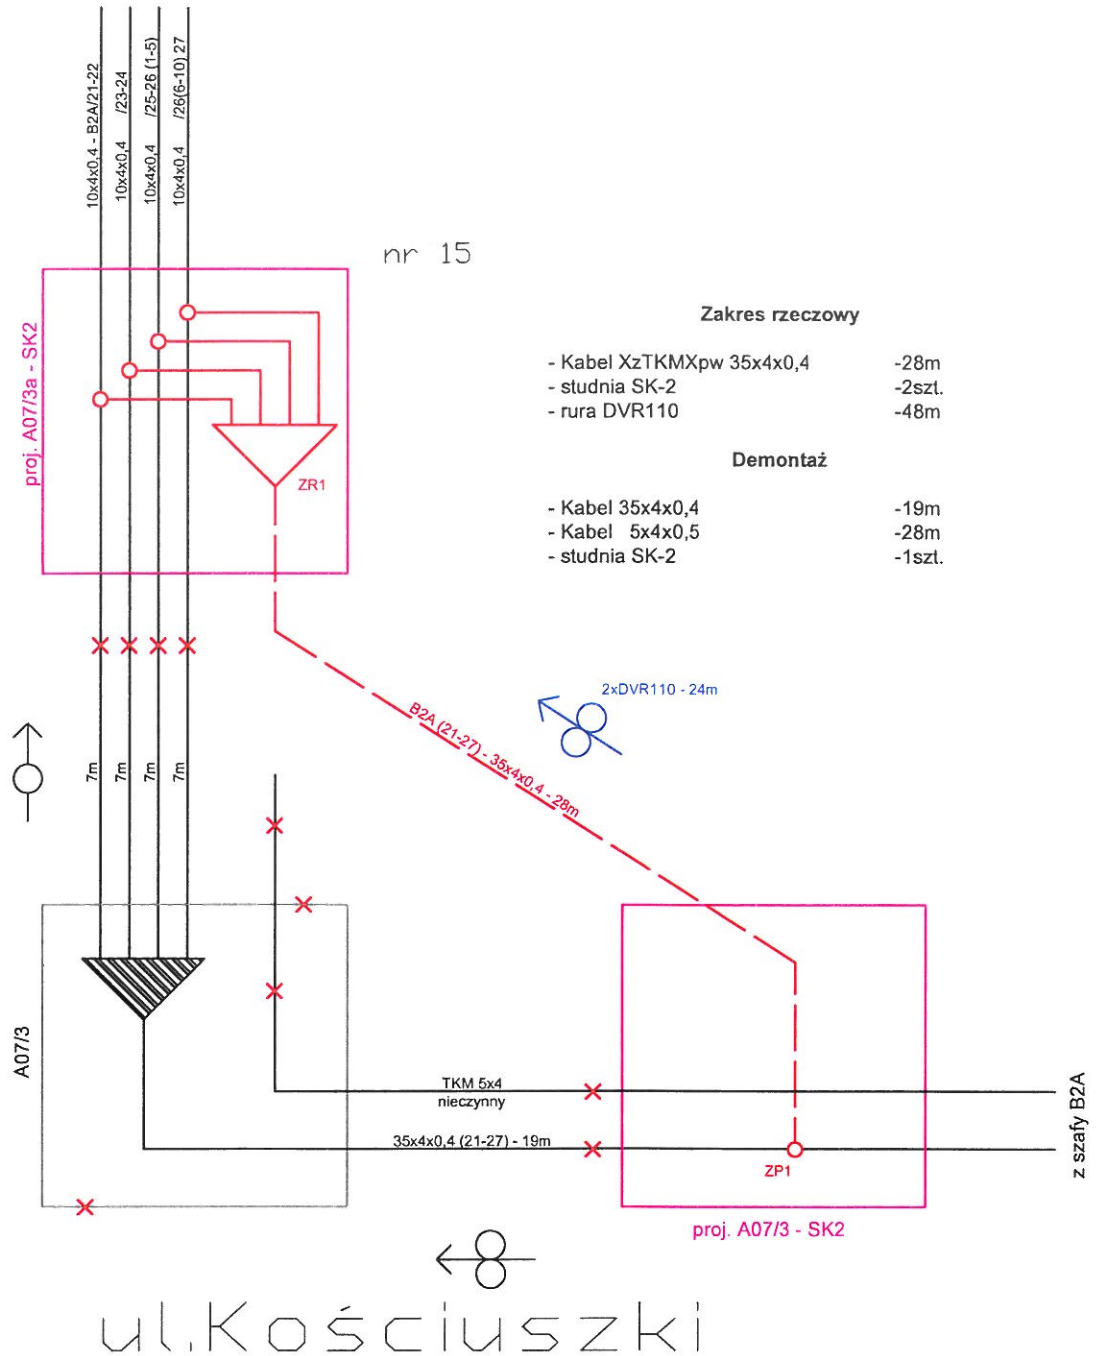 10x4x0,4 - B2A/21-22
10x4x0,4 /23-24
10x4x0,4 /25-26 (1-5)
10x4x0,4 /26(6-10) 27
nr 15
proj. A07/3a - SK2
ZR1
Zakres rzeczowy
- Kabel XzTKMXpw 35x4x0,4 -28m
- studnia SK-2 -2szt.
- rura DVR110 -48m
Demontaż
- Kabel 35x4x0,4 -19m
- Kabel 5x4x0,5 -28m
- studnia SK-2 -1szt.
2xDVR110 - 24m
B2A (21-27) - 35x4x0,4 - 28m
7m
7m
7m
7m
A07/3
TKM 5x4
nieczynny
35x4x0,4 (21-27) - 19m
ZP1
z szafy B2A
proj. A07/3 - SK2
ul.Kościuszki